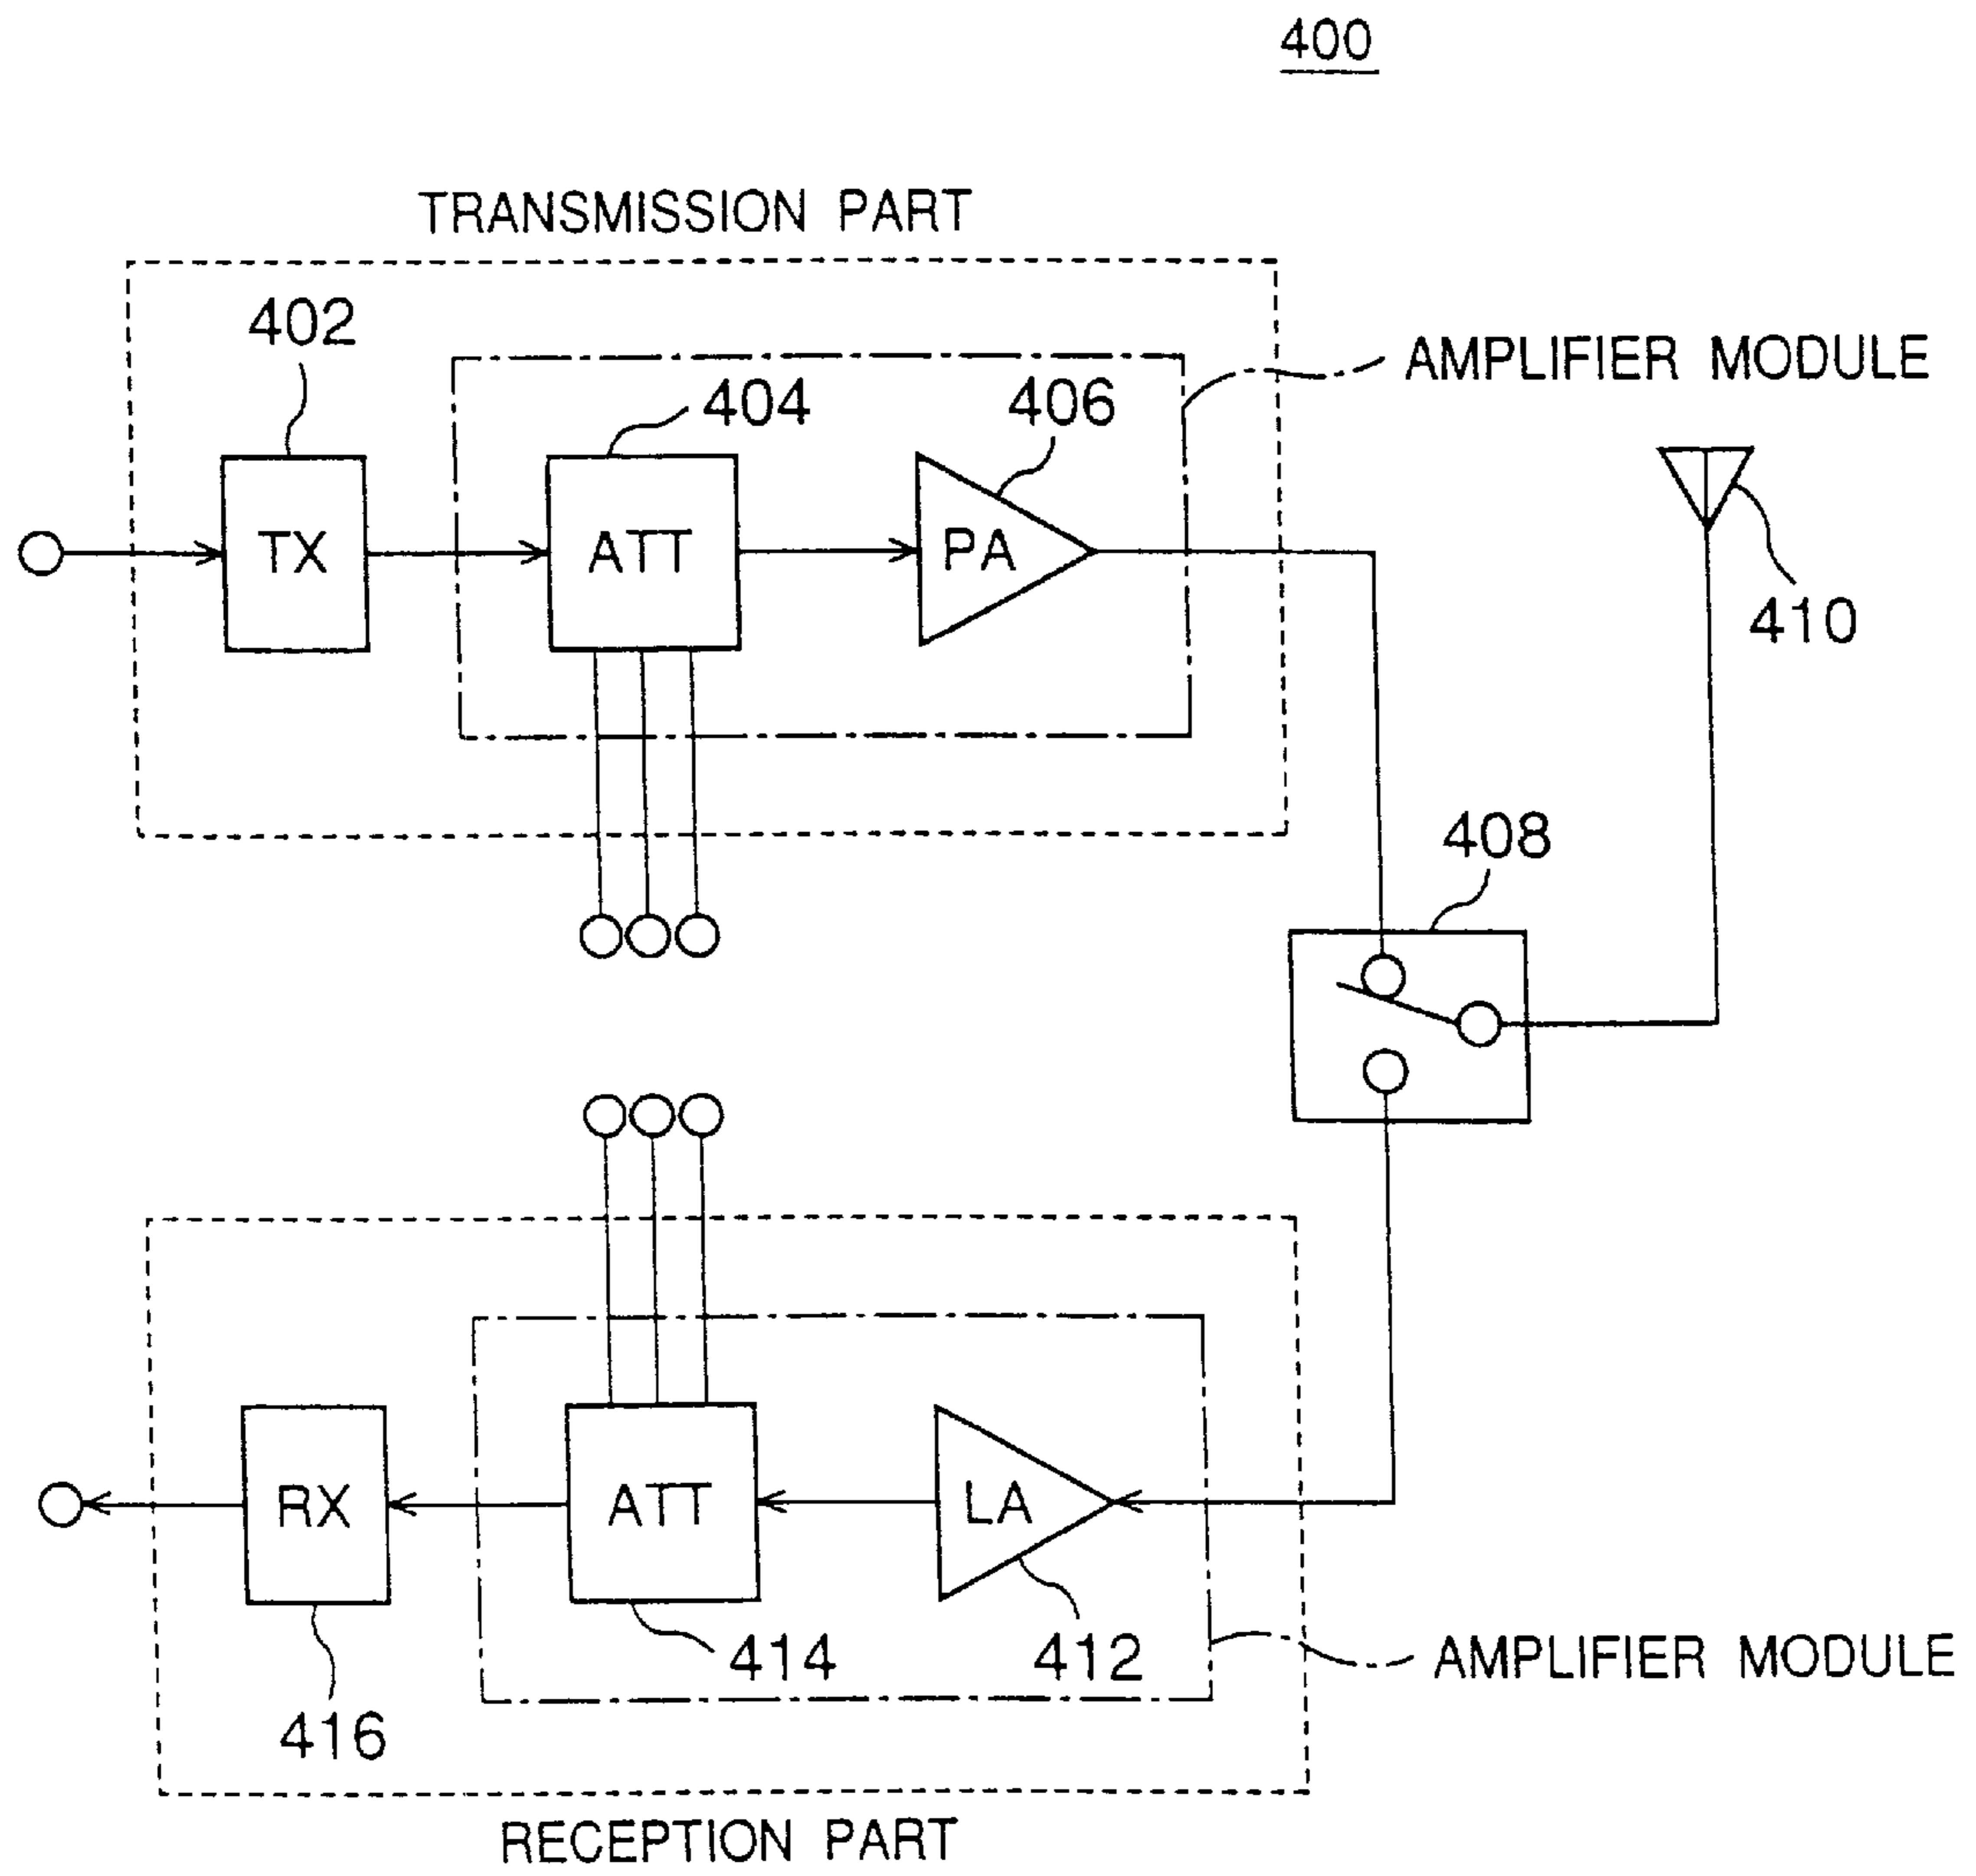 400
TRANSMISSION PART
402
AMPLIFIER MODULE
404
406
TX
ATT
PA
410
408
RX
ATT
LA
414
412
AMPLIFIER MODULE
416
RECEPTION PART